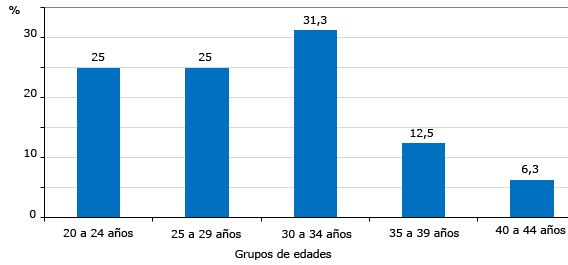 %
30
20
10
0
25
25
31,3
12,5
6,3
20 a 24 años
25 a 29 años
30 a 34 años
35 a 39 años
40 a 44 años
Grupos de edades